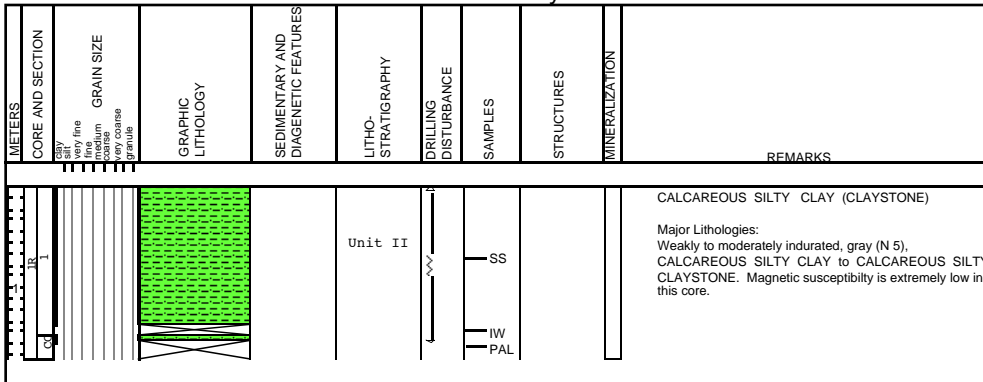 METERS
CORE AND SECTION
GRAIN SIZE
clay
silt
very fine
fine
medium
coarse
very coarse
granule
GRAPHIC
LITHOLOGY
SEDIMENTARY AND
DIAGENETIC FEATURES
LITHO-
STRATIGRAPHY
DRILLING
DISTURBANCE
SAMPLES
STRUCTURES
MINERALIZATION
REMARKS
1
1R
1
CC
Unit II
SS
IW
PAL
CALCAREOUS SILTY CLAY (CLAYSTONE)
Major Lithologies:
Weakly to moderately indurated, gray (N 5),
CALCAREOUS SILTY CLAY to CALCAREOUS SILTY
CLAYSTONE. Magnetic susceptibilty is extremely low in
this core.